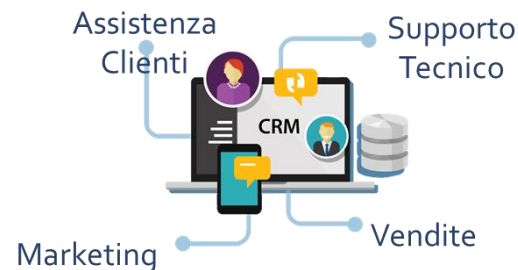 Assistenza
Clienti
Supporto
Tecnico
CRM
Marketing
Vendite